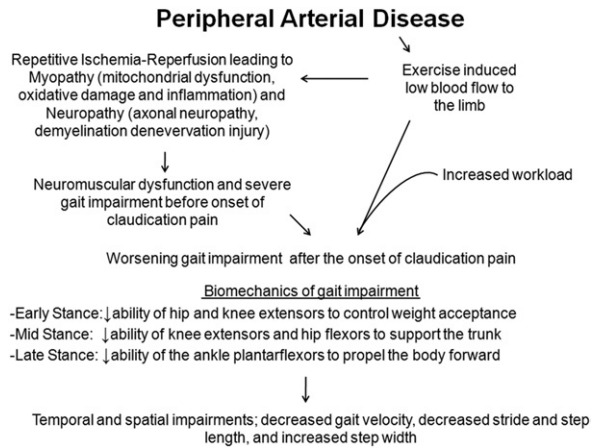 Peripheral Arterial Disease
Repetitive Ischemia-Reperfusion leading to
Myopathy (mitochondrial dysfunction,
oxidative damage and inflammation) and
Neuropathy (axonal neuropathy,
demyelination denevervation injury)
Exercise induced
low blood flow to
the limb
Neuromuscular dysfunction and severe
gait impairment before onset of
claudication pain
Increased workload
Worsening gait impairment after the onset of claudication pain
Biomechanics of gait impairment
-Early Stance:↓ability of hip and knee extensors to control weight acceptance
-Mid Stance: ↓ability of knee extensors and hip flexors to support the trunk
-Late Stance:↓ability of the ankle plantarflexors to propel the body forward
Temporal and spatial impairments; decreased gait velocity, decreased stride and step
length, and increased step width